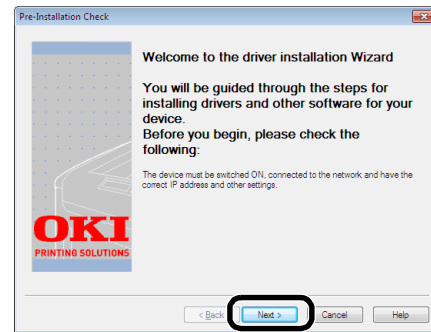 Pre-Installation Check
Welcome to the driver installation Wizard
You will be guided through the steps for
installing drivers and other software for your
device.
Before you begin, please check the
following:
The device must be switched ON, connected to the network and have the
correct IP address and other settings.
OKI
PRINTING SOLUTIONS
< Back
Next >
Cancel
Help